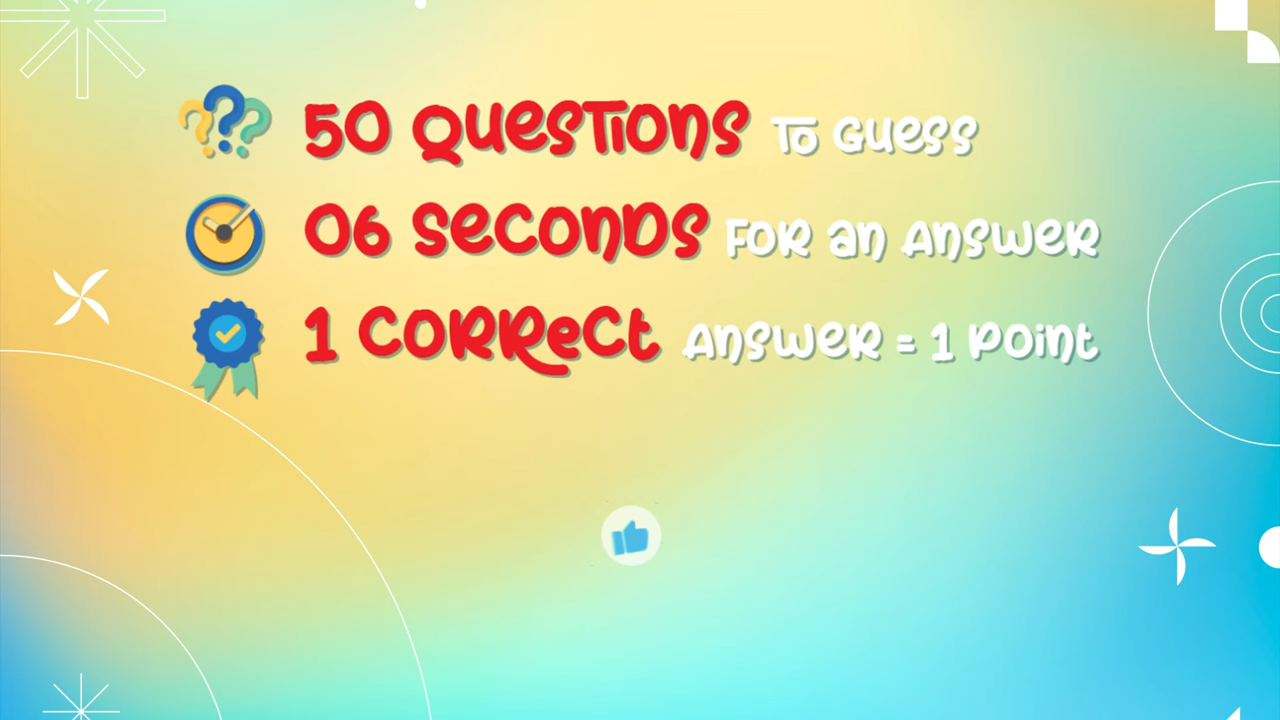 50 QuesTions To Guess
06 seconDs FoR an AnsweR
1 CoRRect AnsweR = 1 Point